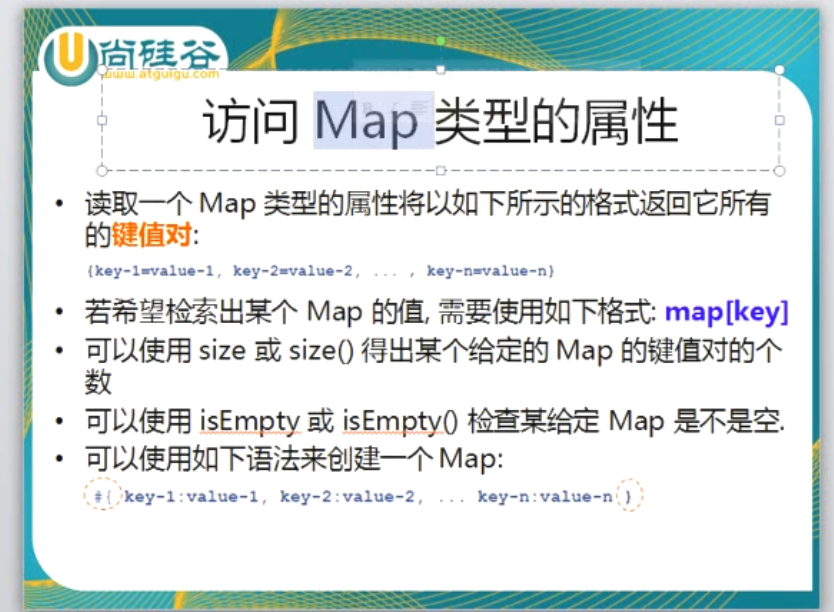 尚硅谷
www.atguigu.com
访问 Map 类型的属性
• 读取一个 Map 类型的属性将以如下所示的格式返回它所有
的键值对:
{key-1=value-1, key-2=value-2, ... , key-n=value-n}
• 若希望检索出某个 Map 的值, 需要使用如下格式: map[key]
• 可以使用 size 或 size() 得出某个给定的 Map 的键值对的个
数
• 可以使用 isEmpty 或 isEmpty() 检查某给定 Map 是不是空.
• 可以使用如下语法来创建一个 Map:
#{ key-1:value-1, key-2:value-2, ... key-n:value-n }